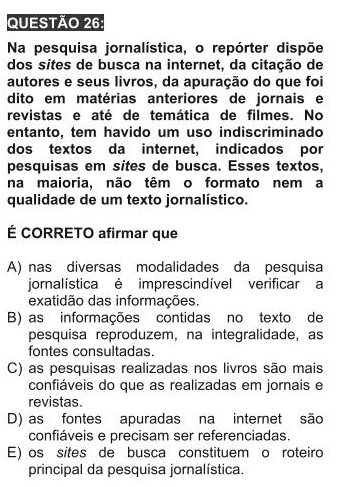 QUESTÃO 26:
Na pesquisa jornalística, o repórter dispõe
dos sites de busca na internet, da citação de
autores e seus livros, da apuração do que foi
dito em matérias anteriores de jornais e
revistas e até de temática de filmes. No
entanto, tem havido um uso indiscriminado
dos textos da internet, indicados por
pesquisas em sites de busca. Esses textos,
na maioria, não têm o formato nem a
qualidade de um texto jornalístico.
É CORRETO afirmar que
A) nas diversas modalidades da pesquisa
jornalística é imprescindível verificar a
exatidão das informações.
B) as informações contidas no texto de
pesquisa reproduzem, na integralidade, as
fontes consultadas.
C) as pesquisas realizadas nos livros são mais
confiáveis do que as realizadas em jornais e
revistas.
D) as fontes apuradas na internet são
confiáveis e precisam ser referenciadas.
E) os sites de busca constituem o roteiro
principal da pesquisa jornalística.